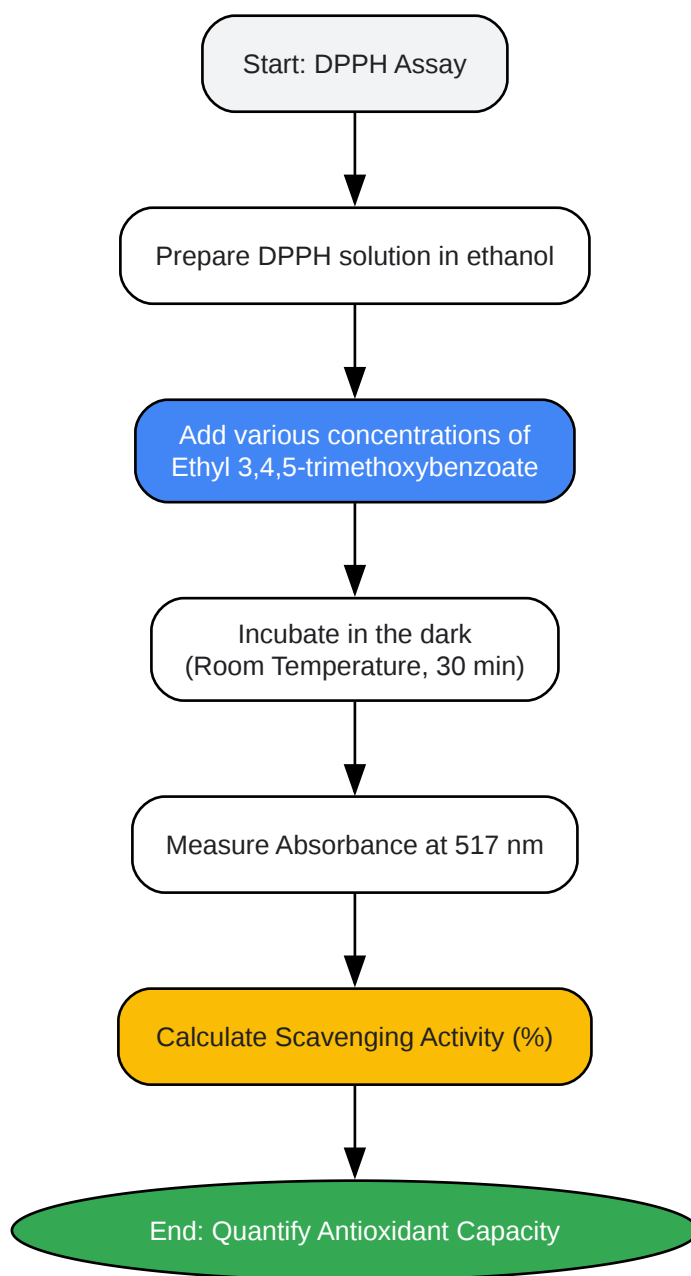 Start: DPPH Assay
Prepare DPPH solution in ethanol
Add various concentrations of
Ethyl 3,4,5-trimethoxybenzoate
Incubate in the dark
(Room Temperature, 30 min)
Measure Absorbance at 517 nm
Calculate Scavenging Activity (%)
End: Quantify Antioxidant Capacity